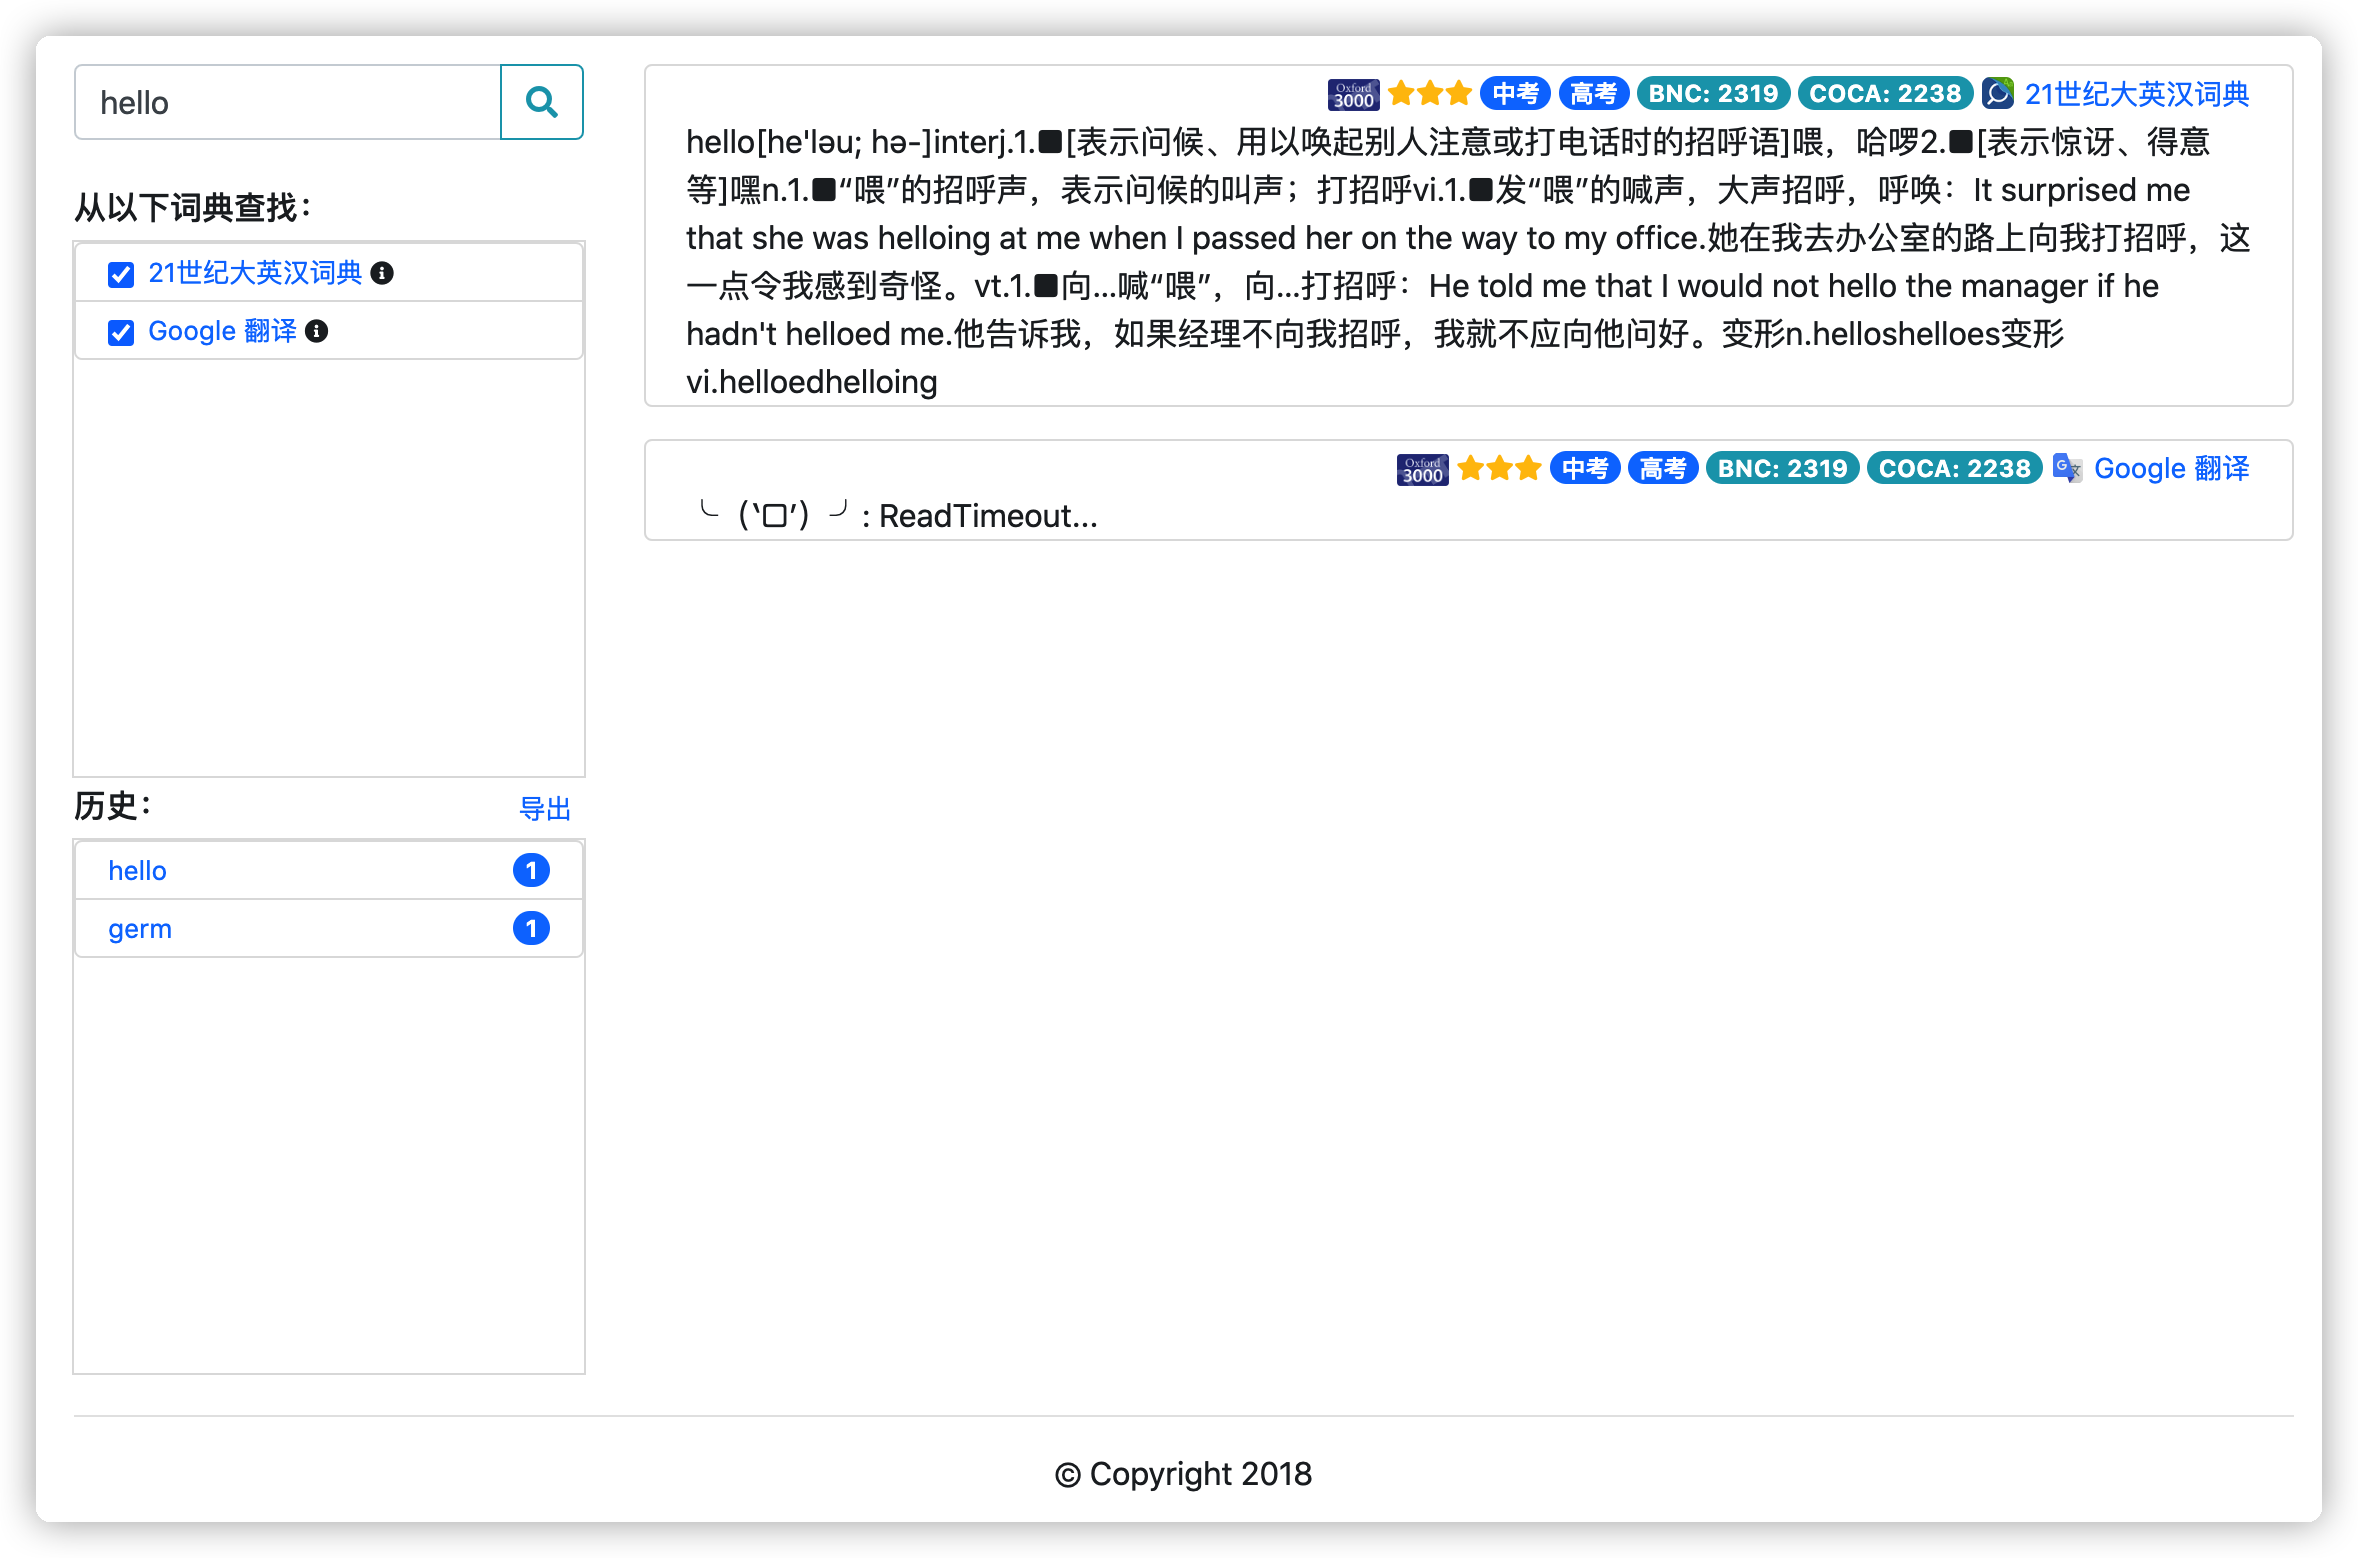 hello
从以下词典查找：
21世纪大英汉词典
Google 翻译
历史：
导出
hello 1
germ 1
Oxford 3000 中考 高考 BNC: 2319 COCA: 2238 21世纪大英汉词典
hello[he'ləu; hə-]interj.1.■[表示问候、用以唤起别人注意或打电话时的招呼语]喂，哈啰2.■[表示惊讶、得意
等]嘿n.1.■“喂”的招呼声，表示问候的叫声；打招呼vi.1.■发“喂”的喊声，大声招呼，呼唤：It surprised me
that she was helloing at me when I passed her on the way to my office.她在我去办公室的路上向我打招呼，这
一点令我感到奇怪。vt.1.■向…喊“喂”，向…打招呼：He told me that I would not hello the manager if he
hadn't helloed me.他告诉我，如果经理不向我招呼，我就不应向他问好。变形n.helloshelloes变形
vi.helloedhelloing
Oxford 3000 中考 高考 BNC: 2319 COCA: 2238 Google 翻译
╰（‵□′）╯: ReadTimeout...
© Copyright 2018